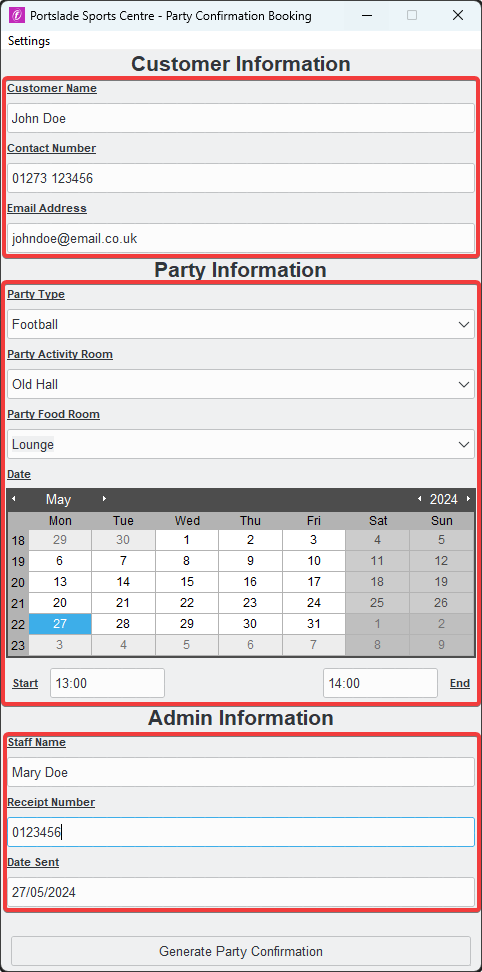 Portslade Sports Centre - Party Confirmation Booking
Settings
Customer Information
Customer Name
John Doe
Contact Number
01273 123456
Email Address
johndoe@email.co.uk
Party Information
Party Type
Football
Party Activity Room
Old Hall
Party Food Room
Lounge
Date
May 2024
Mon Tue Wed Thu Fri Sat Sun
18 29 30 1 2 3 4 5
19 6 7 8 9 10 11 12
20 13 14 15 16 17 18 19
21 20 21 22 23 24 25 26
22 27 28 29 30 31 1 2
23 3 4 5 6 7 8 9
Start 13:00 14:00 End
Admin Information
Staff Name
Mary Doe
Receipt Number
0123456
Date Sent
27/05/2024
Generate Party Confirmation